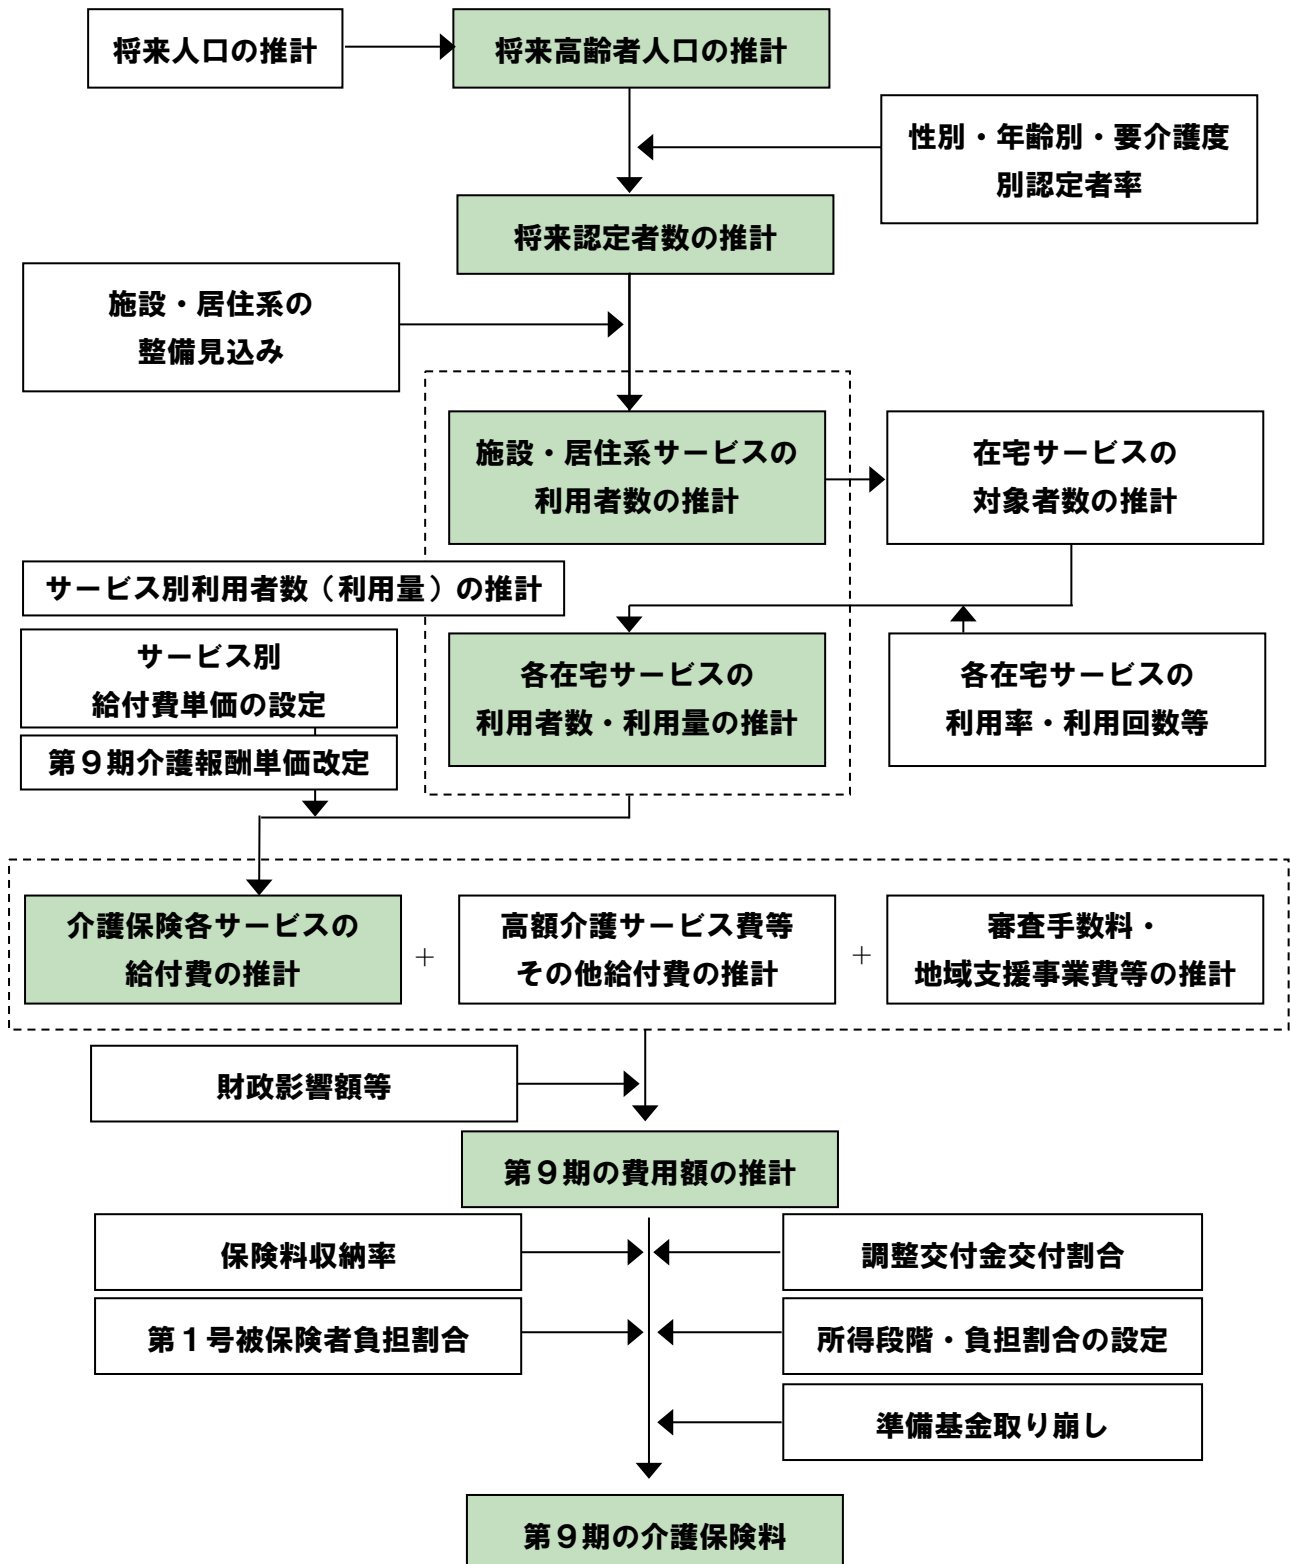 将来人口の推計
将来高齢者人口の推計
性別・年齢別・要介護度
別認定者率
将来認定者数の推計
施設・居住系の
整備見込み
施設・居住系サービスの
利用者数の推計
在宅サービスの
対象者数の推計
サービス別利用者数（利用量）の推計
サービス別
給付費単価の設定
第９期介護報酬単価改定
各在宅サービスの
利用者数・利用量の推計
各在宅サービスの
利用率・利用回数等
介護保険各サービスの
給付費の推計
＋
高額介護サービス費等
その他給付費の推計
＋
審査手数料・
地域支援事業費等の推計
財政影響額等
第９期の費用額の推計
保険料収納率
調整交付金交付割合
第１号被保険者負担割合
所得段階・負担割合の設定
準備基金取り崩し
第９期の介護保険料